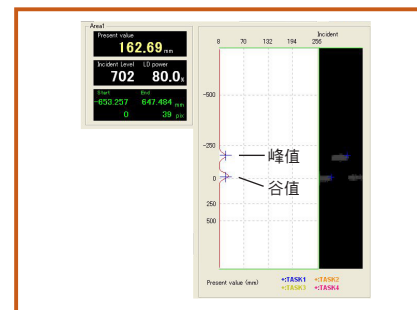 Area1
Present value
162.69 mm
Incident Level LD power
702 80.0%
Start End
-653.257 647.484 mm
0 39 pix
Incident
8 70 132 194 256
-500
-250
峰值
0
谷值
250
500
Present value (mm)
+:TASK1 +:TASK2
+:TASK3 +:TASK4